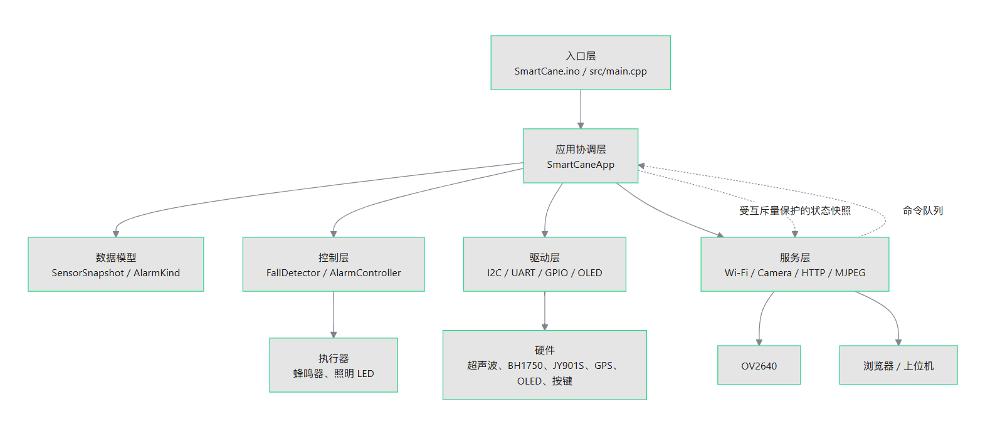 入口层
SmartCane.ino / src/main.cpp
应用协调层
SmartCaneApp
受互斥量保护的状态快照
命令队列
数据模型
SensorSnapshot / AlarmKind
控制层
FallDetector / AlarmController
驱动层
I2C / UART / GPIO / OLED
服务层
Wi-Fi / Camera / HTTP / MJPEG
执行器
蜂鸣器、照明 LED
硬件
超声波、BH1750、JY901S、GPS、
OLED、按键
OV2640
浏览器 / 上位机